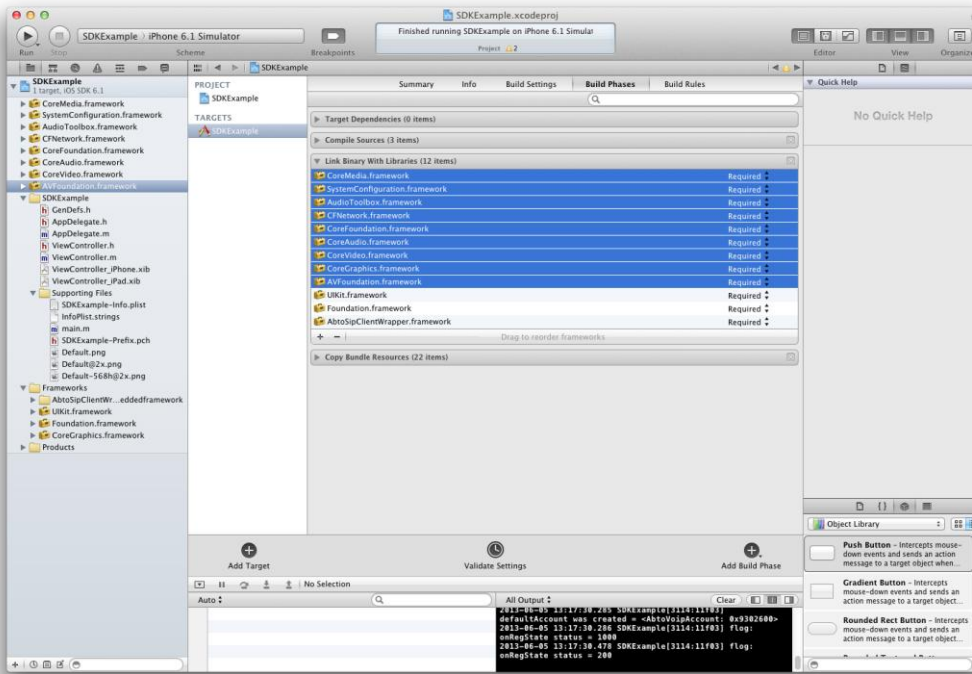 SDKExample.xcodeproj
SDKExample
iPhone 6.1 Simulator
Finished running SDKExample on iPhone 6.1 Simulat
Project 2
Run
Stop
Scheme
Breakpoints
Editor
View
Organiz
SDKExample
1 target, iOS SDK 6.1
CoreMedia.framework
SystemConfiguration.framework
AudioToolbox.framework
CFNetwork.framework
CoreFoundation.framework
CoreAudio.framework
CoreVideo.framework
AVFoundation.framework
SDKExample
GenDefs.h
AppDelegate.h
AppDelegate.m
ViewController.h
ViewController.m
ViewController_iPhone.xib
ViewController_iPad.xib
Supporting Files
SDKExample-Info.plist
InfoPlist.strings
main.m
SDKExample-Prefix.pch
Default.png
Default@2x.png
Default-568h@2x.png
Frameworks
AbtoSipClientWr...eddedframework
UIKit.framework
Foundation.framework
CoreGraphics.framework
Products
SDKExample
PROJECT
SDKExample
TARGETS
SDKExample
Summary Info Build Settings Build Phases Build Rules
Target Dependencies (0 items)
Compile Sources (3 items)
Link Binary With Libraries (12 items)
CoreMedia.framework Required
SystemConfiguration.framework Required
AudioToolbox.framework Required
CFNetwork.framework Required
CoreFoundation.framework Required
CoreAudio.framework Required
CoreVideo.framework Required
CoreGraphics.framework Required
AVFoundation.framework Required
UIKit.framework Required
Foundation.framework Required
AbtoSipClientWrapper.framework Required
+ − Drag to reorder frameworks
Copy Bundle Resources (22 items)
Add Target
Validate Settings
Add Build Phase
No Selection
Auto
All Output
Clear
2013-06-05 13:17:30.285 SDKExample[3114:11f03]
defaultAccount was created = <AbtoVoipAccount: 0x9302600>
2013-06-05 13:17:30.286 SDKExample[3114:11f03] flog:
onRegState status = 1000
2013-06-05 13:17:30.478 SDKExample[3114:11f03] flog:
onRegState status = 200
Quick Help
No Quick Help
Object Library
Push Button - Intercepts mouse-
down events and sends an action
message to a target object when...
Gradient Button - Intercepts
mouse-down events and sends an
action message to a target object...
Rounded Rect Button - Intercepts
mouse-down events and sends an
action message to a target object...